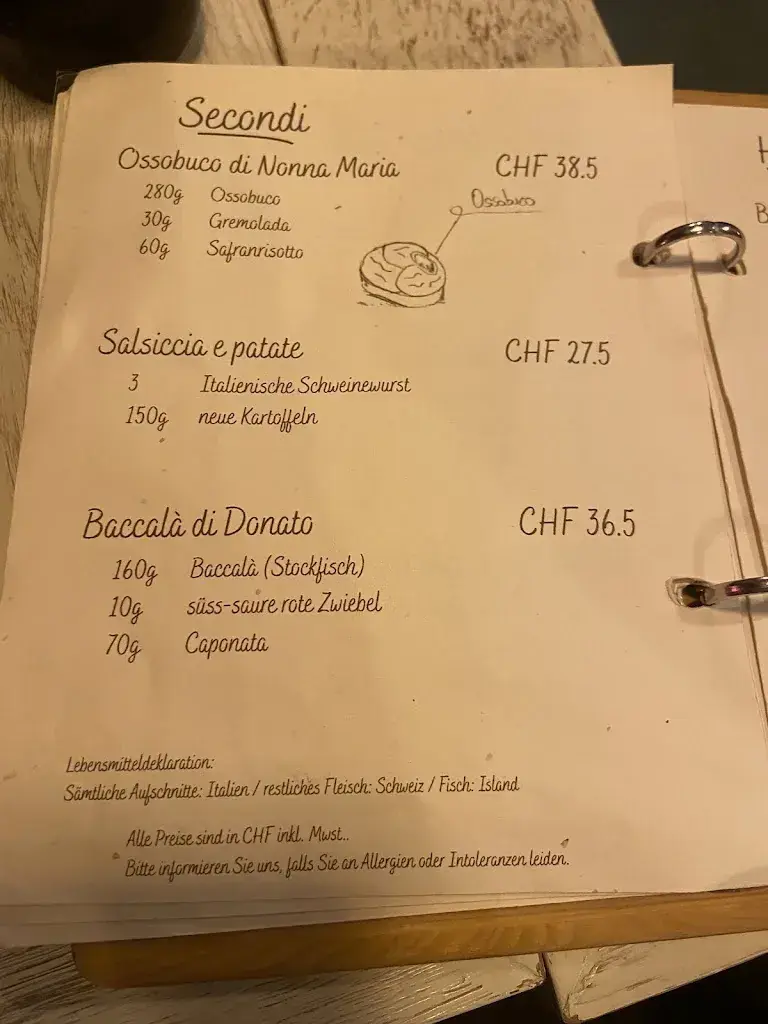 Secondi
Ossobuco di Nonna Maria CHF 38.5
280g Ossobuco
30g Gremolada
60g Safranrisotto
Ossobuco
Salsiccia e patate CHF 27.5
3 Italienische Schweinewurst
150g neue Kartoffeln
Baccalà di Donato CHF 36.5
160g Baccalà (Stockfisch)
10g süss-saure rote Zwiebel
70g Caponata
Lebensmitteldeklaration:
Sämtliche Aufschnitte: Italien / restliches Fleisch: Schweiz / Fisch: Island
Alle Preise sind in CHF inkl. Mwst..
Bitte informieren Sie uns, falls Sie an Allergien oder Intoleranzen leiden.